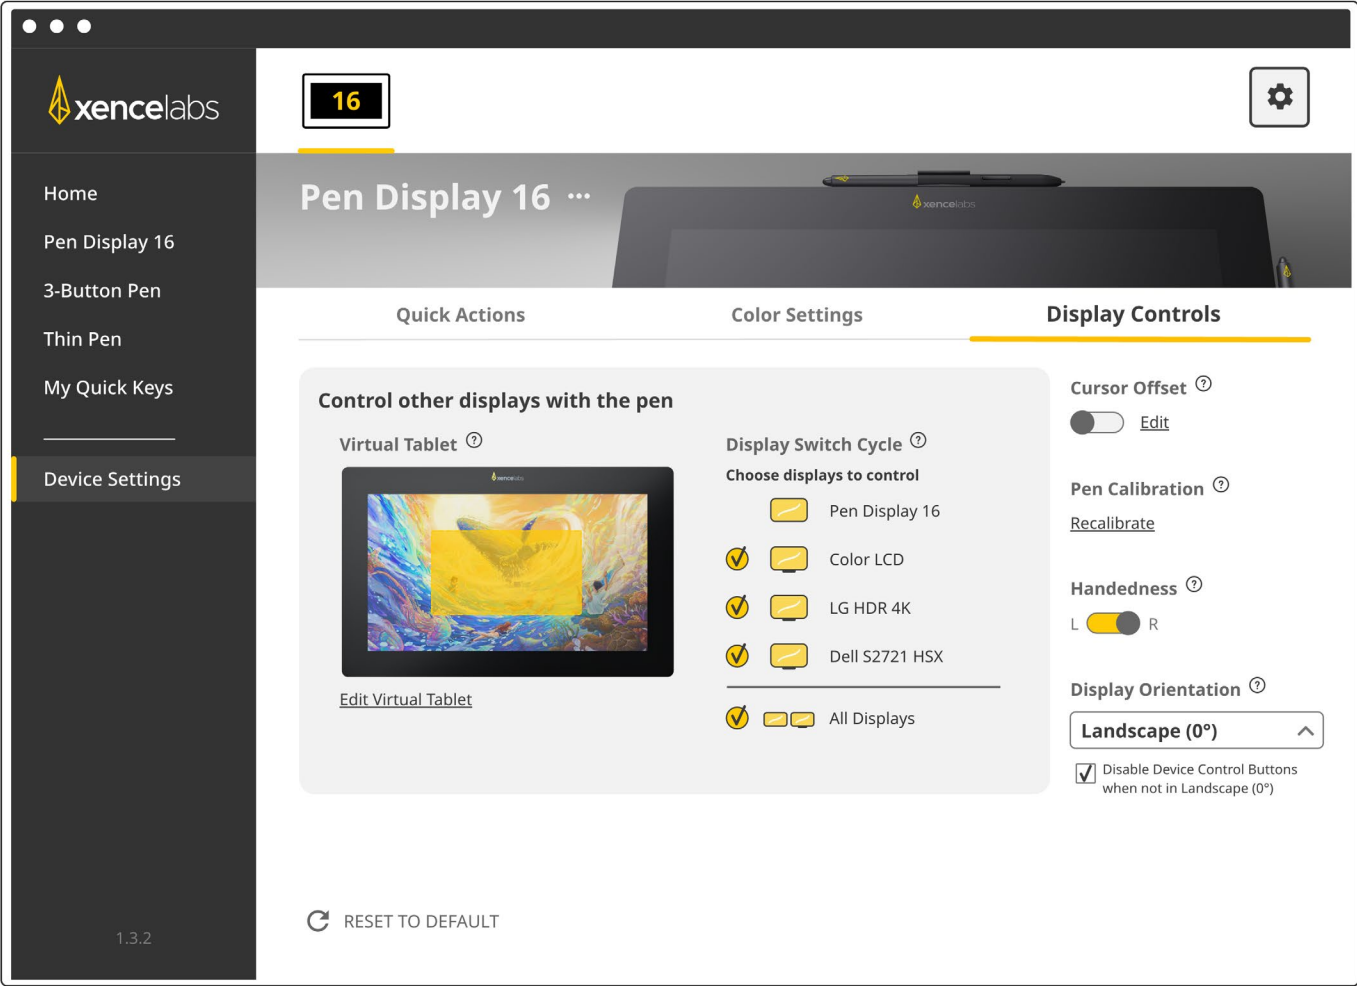 xencelabs
16
Home
Pen Display 16
3-Button Pen
Thin Pen
My Quick Keys
Device Settings
1.3.2
Pen Display 16 ···
xencelabs
Quick Actions
Color Settings
Display Controls
Control other displays with the pen
Virtual Tablet ?
xencelabs
Edit Virtual Tablet
Display Switch Cycle ?
Choose displays to control
Pen Display 16
Color LCD
LG HDR 4K
Dell S2721 HSX
All Displays
Cursor Offset ?
Edit
Pen Calibration ?
Recalibrate
Handedness ?
L R
Display Orientation ?
Landscape (0°)
Disable Device Control Buttons
when not in Landscape (0°)
RESET TO DEFAULT